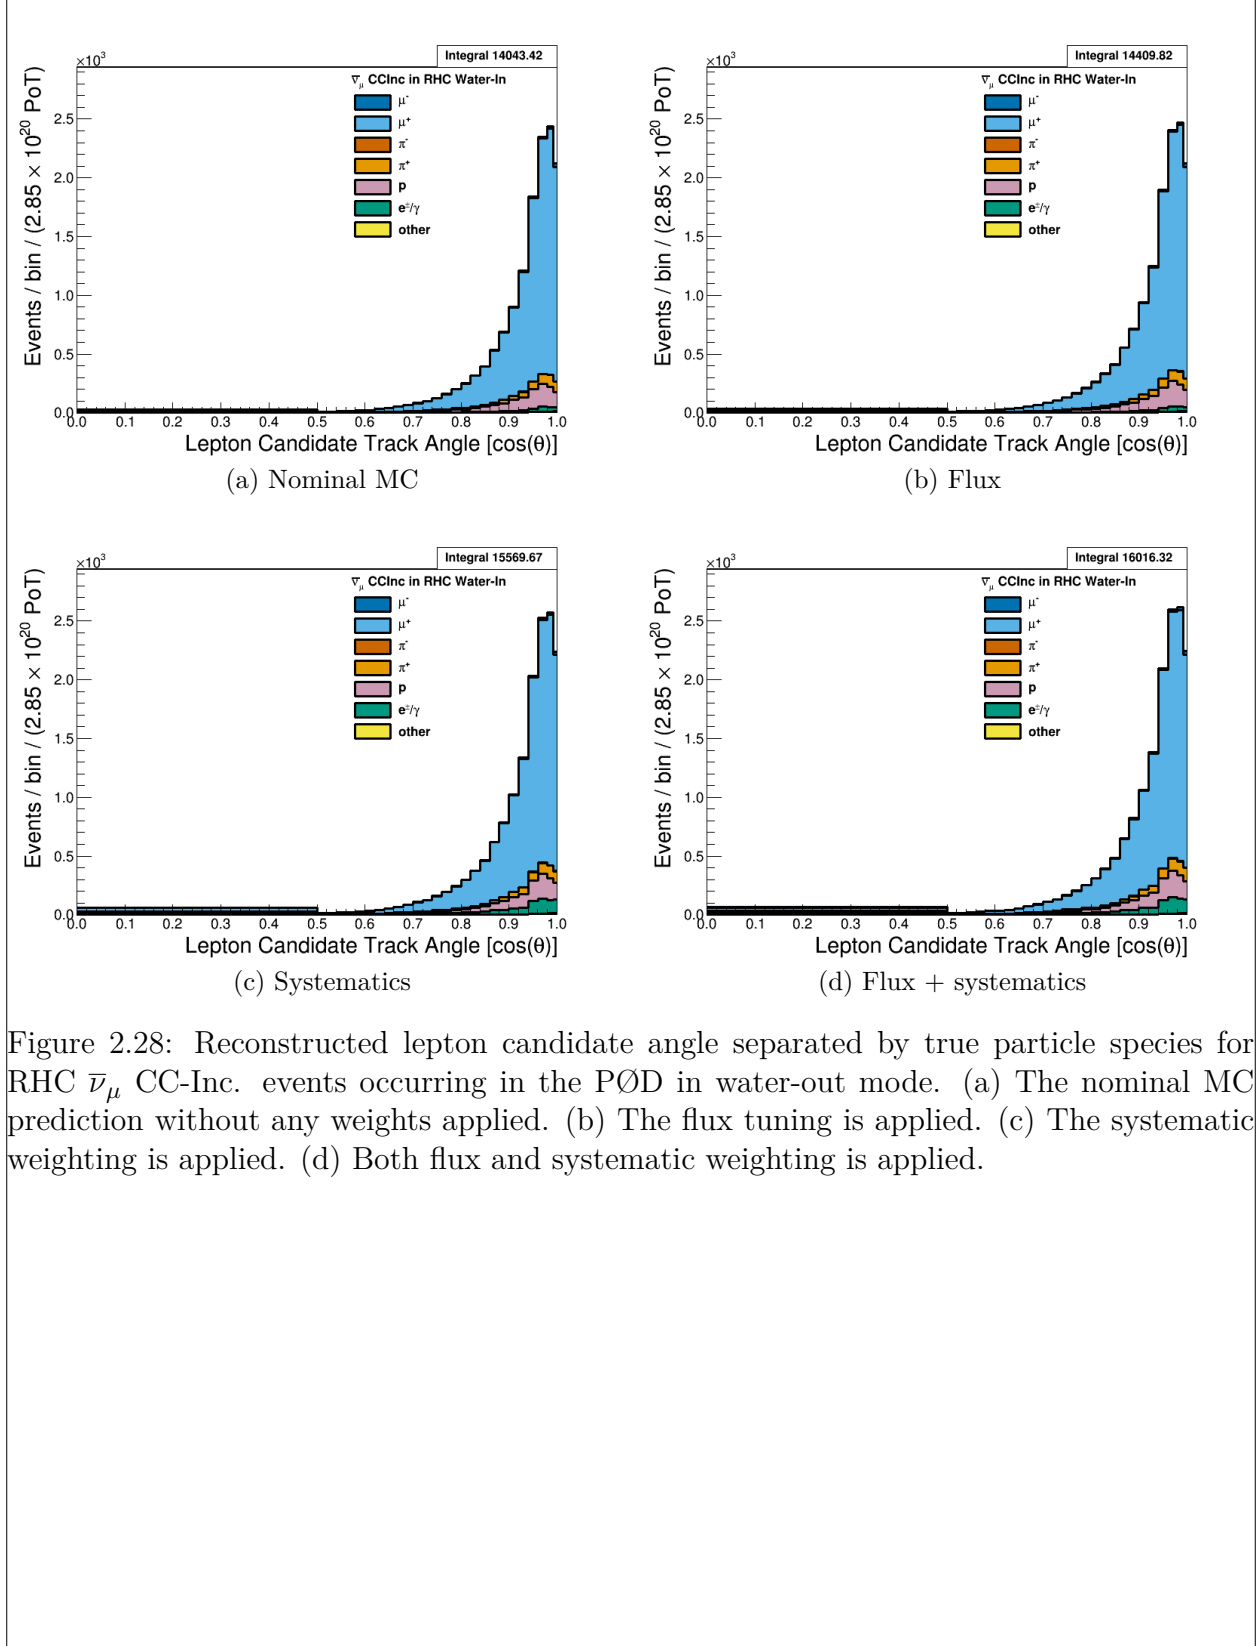 Integral 14043.42
×10³
ν̅_μ CCInc in RHC Water-In
μ⁻
μ⁺
π⁻
π⁺
p
e±/γ
other
Events / bin / (2.85 × 10²⁰ PoT)
2.5
2.0
1.5
1.0
0.5
0.0
0.0 0.1 0.2 0.3 0.4 0.5 0.6 0.7 0.8 0.9 1.0
Lepton Candidate Track Angle [cos(θ)]
(a) Nominal MC
Integral 14409.82
×10³
ν̅_μ CCInc in RHC Water-In
μ⁻
μ⁺
π⁻
π⁺
p
e±/γ
other
Events / bin / (2.85 × 10²⁰ PoT)
2.5
2.0
1.5
1.0
0.5
0.0
0.0 0.1 0.2 0.3 0.4 0.5 0.6 0.7 0.8 0.9 1.0
Lepton Candidate Track Angle [cos(θ)]
(b) Flux
Integral 15569.67
×10³
ν̅_μ CCInc in RHC Water-In
μ⁻
μ⁺
π⁻
π⁺
p
e±/γ
other
Events / bin / (2.85 × 10²⁰ PoT)
2.5
2.0
1.5
1.0
0.5
0.0
0.0 0.1 0.2 0.3 0.4 0.5 0.6 0.7 0.8 0.9 1.0
Lepton Candidate Track Angle [cos(θ)]
(c) Systematics
Integral 16016.32
×10³
ν̅_μ CCInc in RHC Water-In
μ⁻
μ⁺
π⁻
π⁺
p
e±/γ
other
Events / bin / (2.85 × 10²⁰ PoT)
2.5
2.0
1.5
1.0
0.5
0.0
0.0 0.1 0.2 0.3 0.4 0.5 0.6 0.7 0.8 0.9 1.0
Lepton Candidate Track Angle [cos(θ)]
(d) Flux + systematics
Figure 2.28: Reconstructed lepton candidate angle separated by true particle species for
RHC ν̅_μ CC-Inc. events occurring in the PØD in water-out mode. (a) The nominal MC
prediction without any weights applied. (b) The flux tuning is applied. (c) The systematic
weighting is applied. (d) Both flux and systematic weighting is applied.